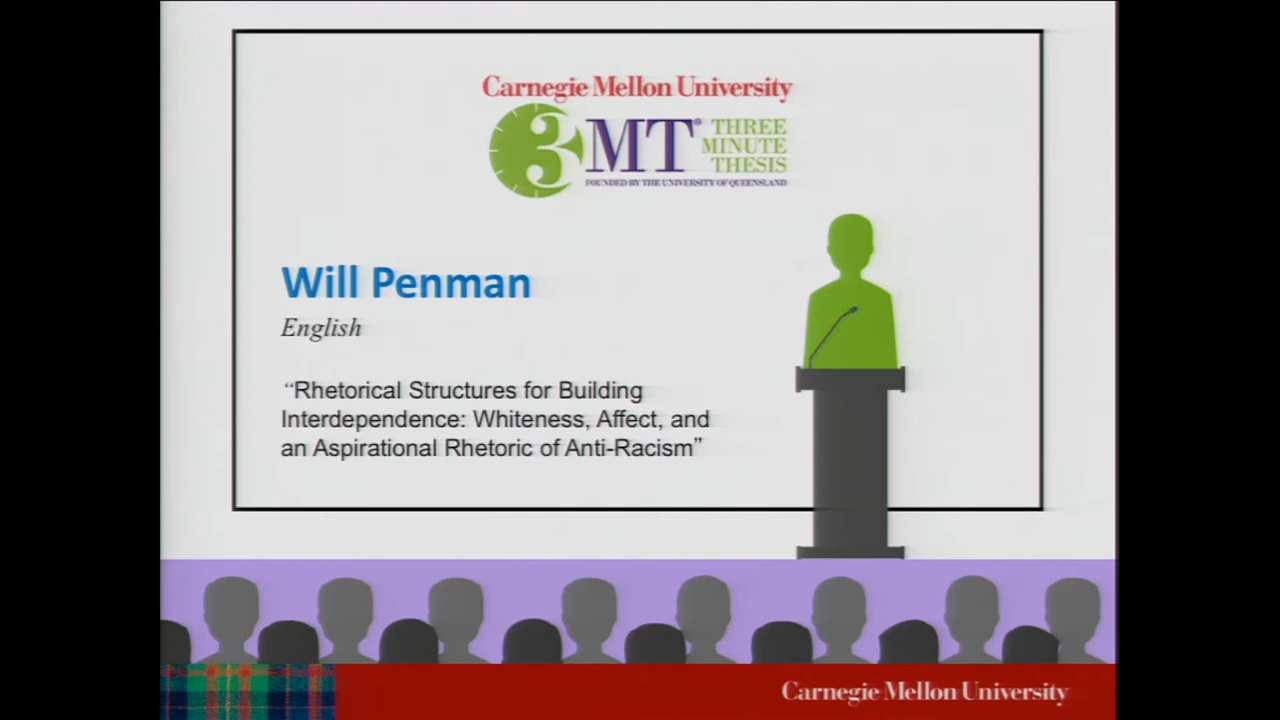 Carnegie Mellon University
3MT® THREE
MINUTE
THESIS
FOUNDED BY THE UNIVERSITY OF QUEENSLAND
Will Penman
English
“Rhetorical Structures for Building
Interdependence: Whiteness, Affect, and
an Aspirational Rhetoric of Anti-Racism”
Carnegie Mellon University